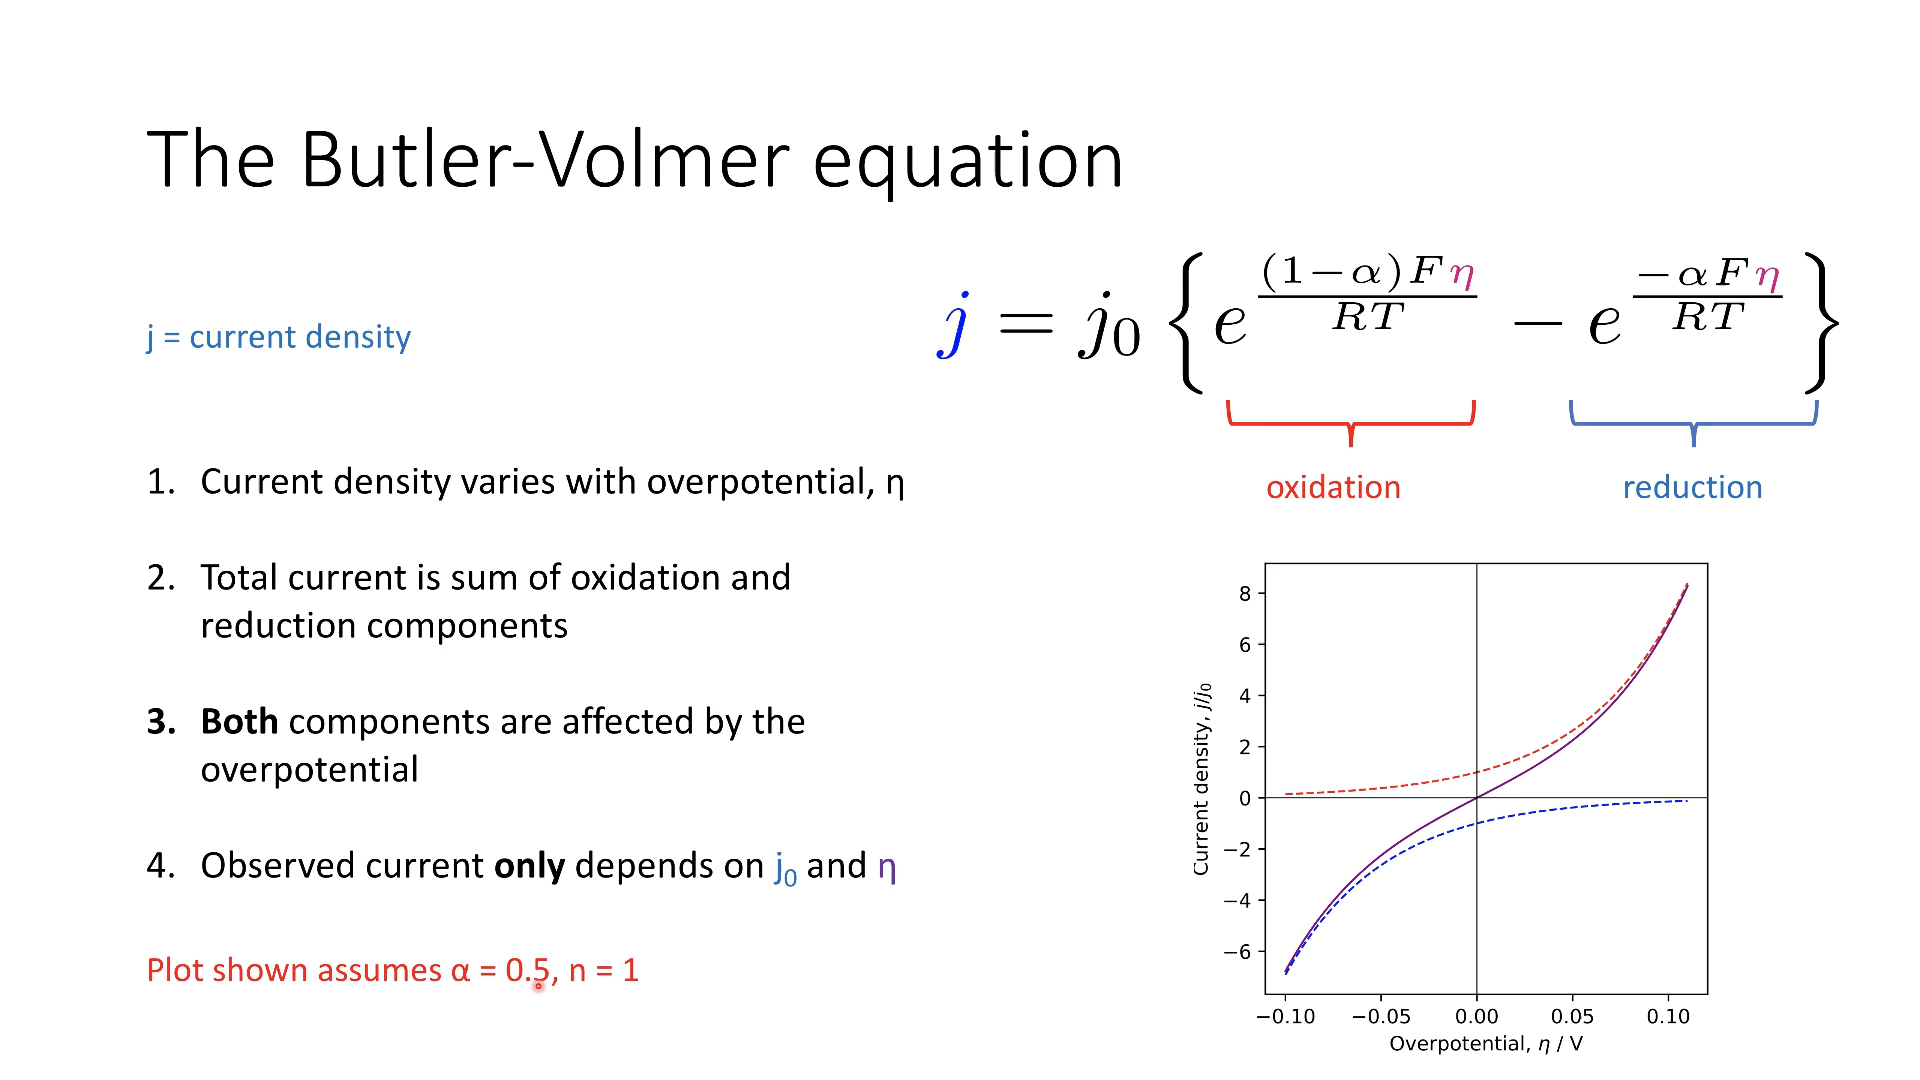 The Butler-Volmer equation
j = current density
j = j₀ { e^{(1−α)Fη / RT} − e^{−αFη / RT} }
oxidation
reduction
1. Current density varies with overpotential, η
2. Total current is sum of oxidation and
reduction components
3. Both components are affected by the
overpotential
4. Observed current only depends on j₀ and η
Plot shown assumes α = 0.5, n = 1
8
6
4
2
0
−2
−4
−6
Current density, j/j₀
−0.10 −0.05 0.00 0.05 0.10
Overpotential, η / V